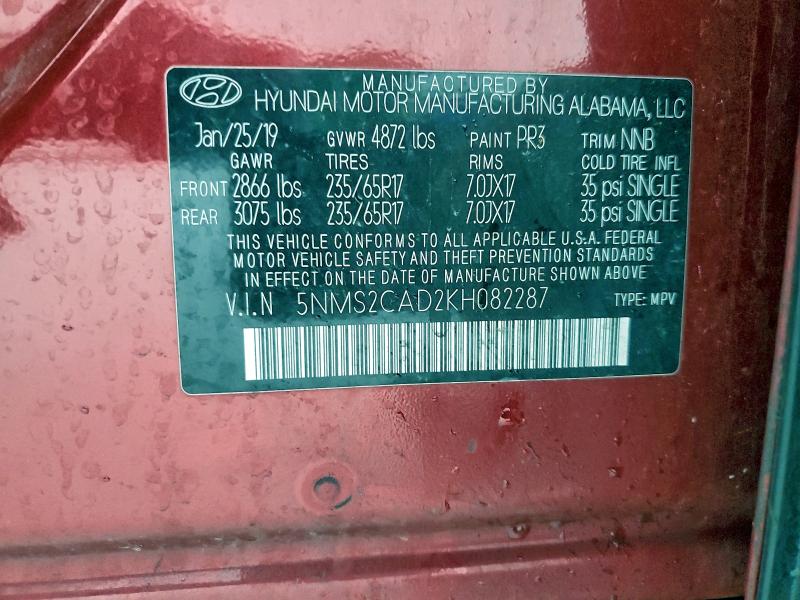 MANUFACTURED BY
HYUNDAI MOTOR MANUFACTURING ALABAMA, LLC
Jan/25/19 GVWR 4872 lbs PAINT PR3 TRIM NNB
GAWR TIRES RIMS COLD TIRE INFL
FRONT 2866 lbs 235/65R17 7.0JX17 35 psi SINGLE
REAR 3075 lbs 235/65R17 7.0JX17 35 psi SINGLE
THIS VEHICLE CONFORMS TO ALL APPLICABLE U.S.A. FEDERAL
MOTOR VEHICLE SAFETY AND THEFT PREVENTION STANDARDS
IN EFFECT ON THE DATE OF MANUFACTURE SHOWN ABOVE
V.I.N 5NMS2CAD2KH082287 TYPE: MPV